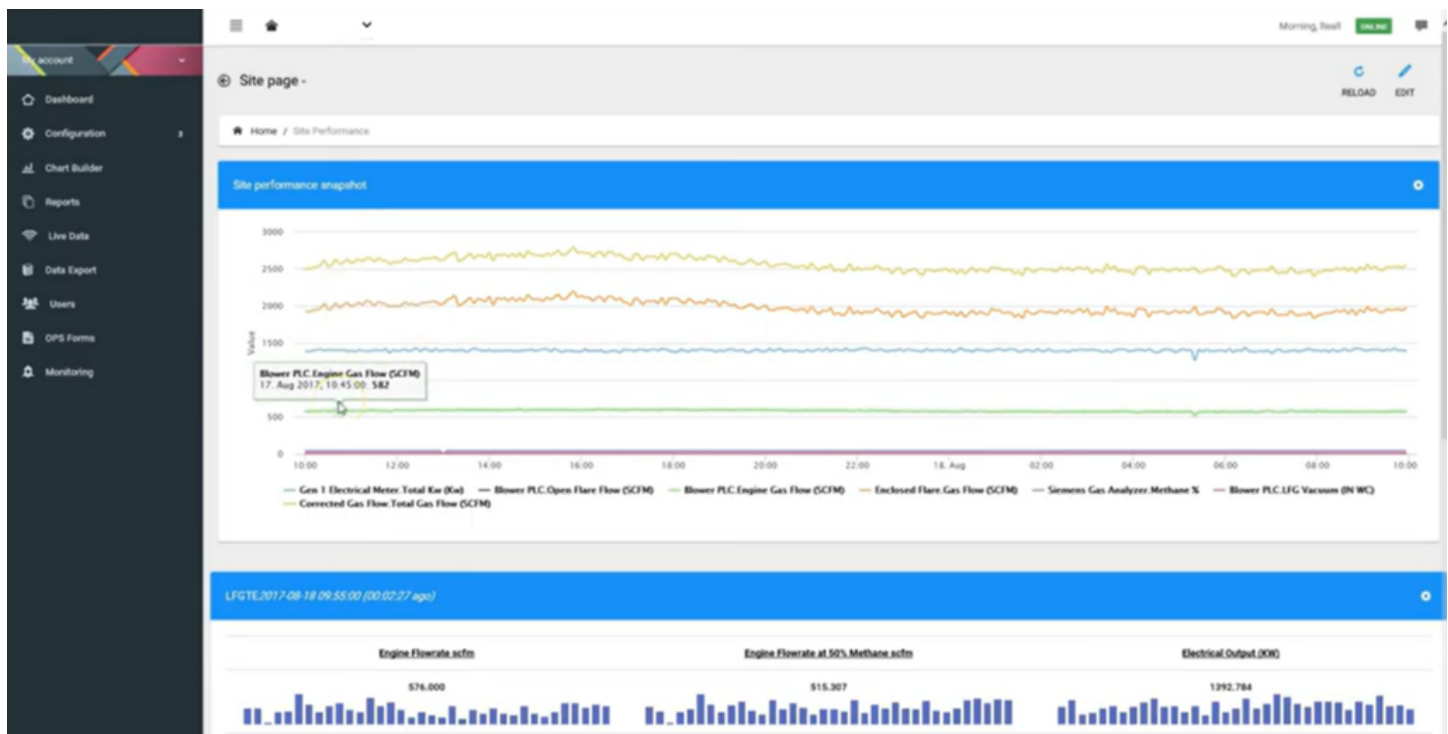 Morning, Itealt ONLINE
My account
Dashboard
Configuration
Chart Builder
Reports
Live Data
Data Export
Users
OPS Forms
Monitoring
Site page -
RELOAD EDIT
Home / Site Performance
Site performance snapshot
3000
2500
2000
1500
500
0
Value
Blower PLC.Engine Gas Flow (SCFM)
17. Aug 2017, 10:45:00: 582
10:00 12:00 14:00 16:00 18:00 20:00 22:00 18. Aug 02:00 04:00 06:00 08:00 10:00
Gen 1 Electrical Meter.Total Kw (Kw) Blower PLC.Open Flare Flow (SCFM) Blower PLC.Engine Gas Flow (SCFM) Enclosed Flare.Gas Flow (SCFM) Siemens Gas Analyzer.Methane % Blower PLC.LFG Vacuum (IN WC)
Corrected Gas Flow.Total Gas Flow (SCFM)
LFGTE 2017-08-18 09:55:00 (00:02:27 ago)
Engine Flowrate scfm Engine Flowrate at 50% Methane scfm Electrical Output (KW)
576.000 515.307 1392.784